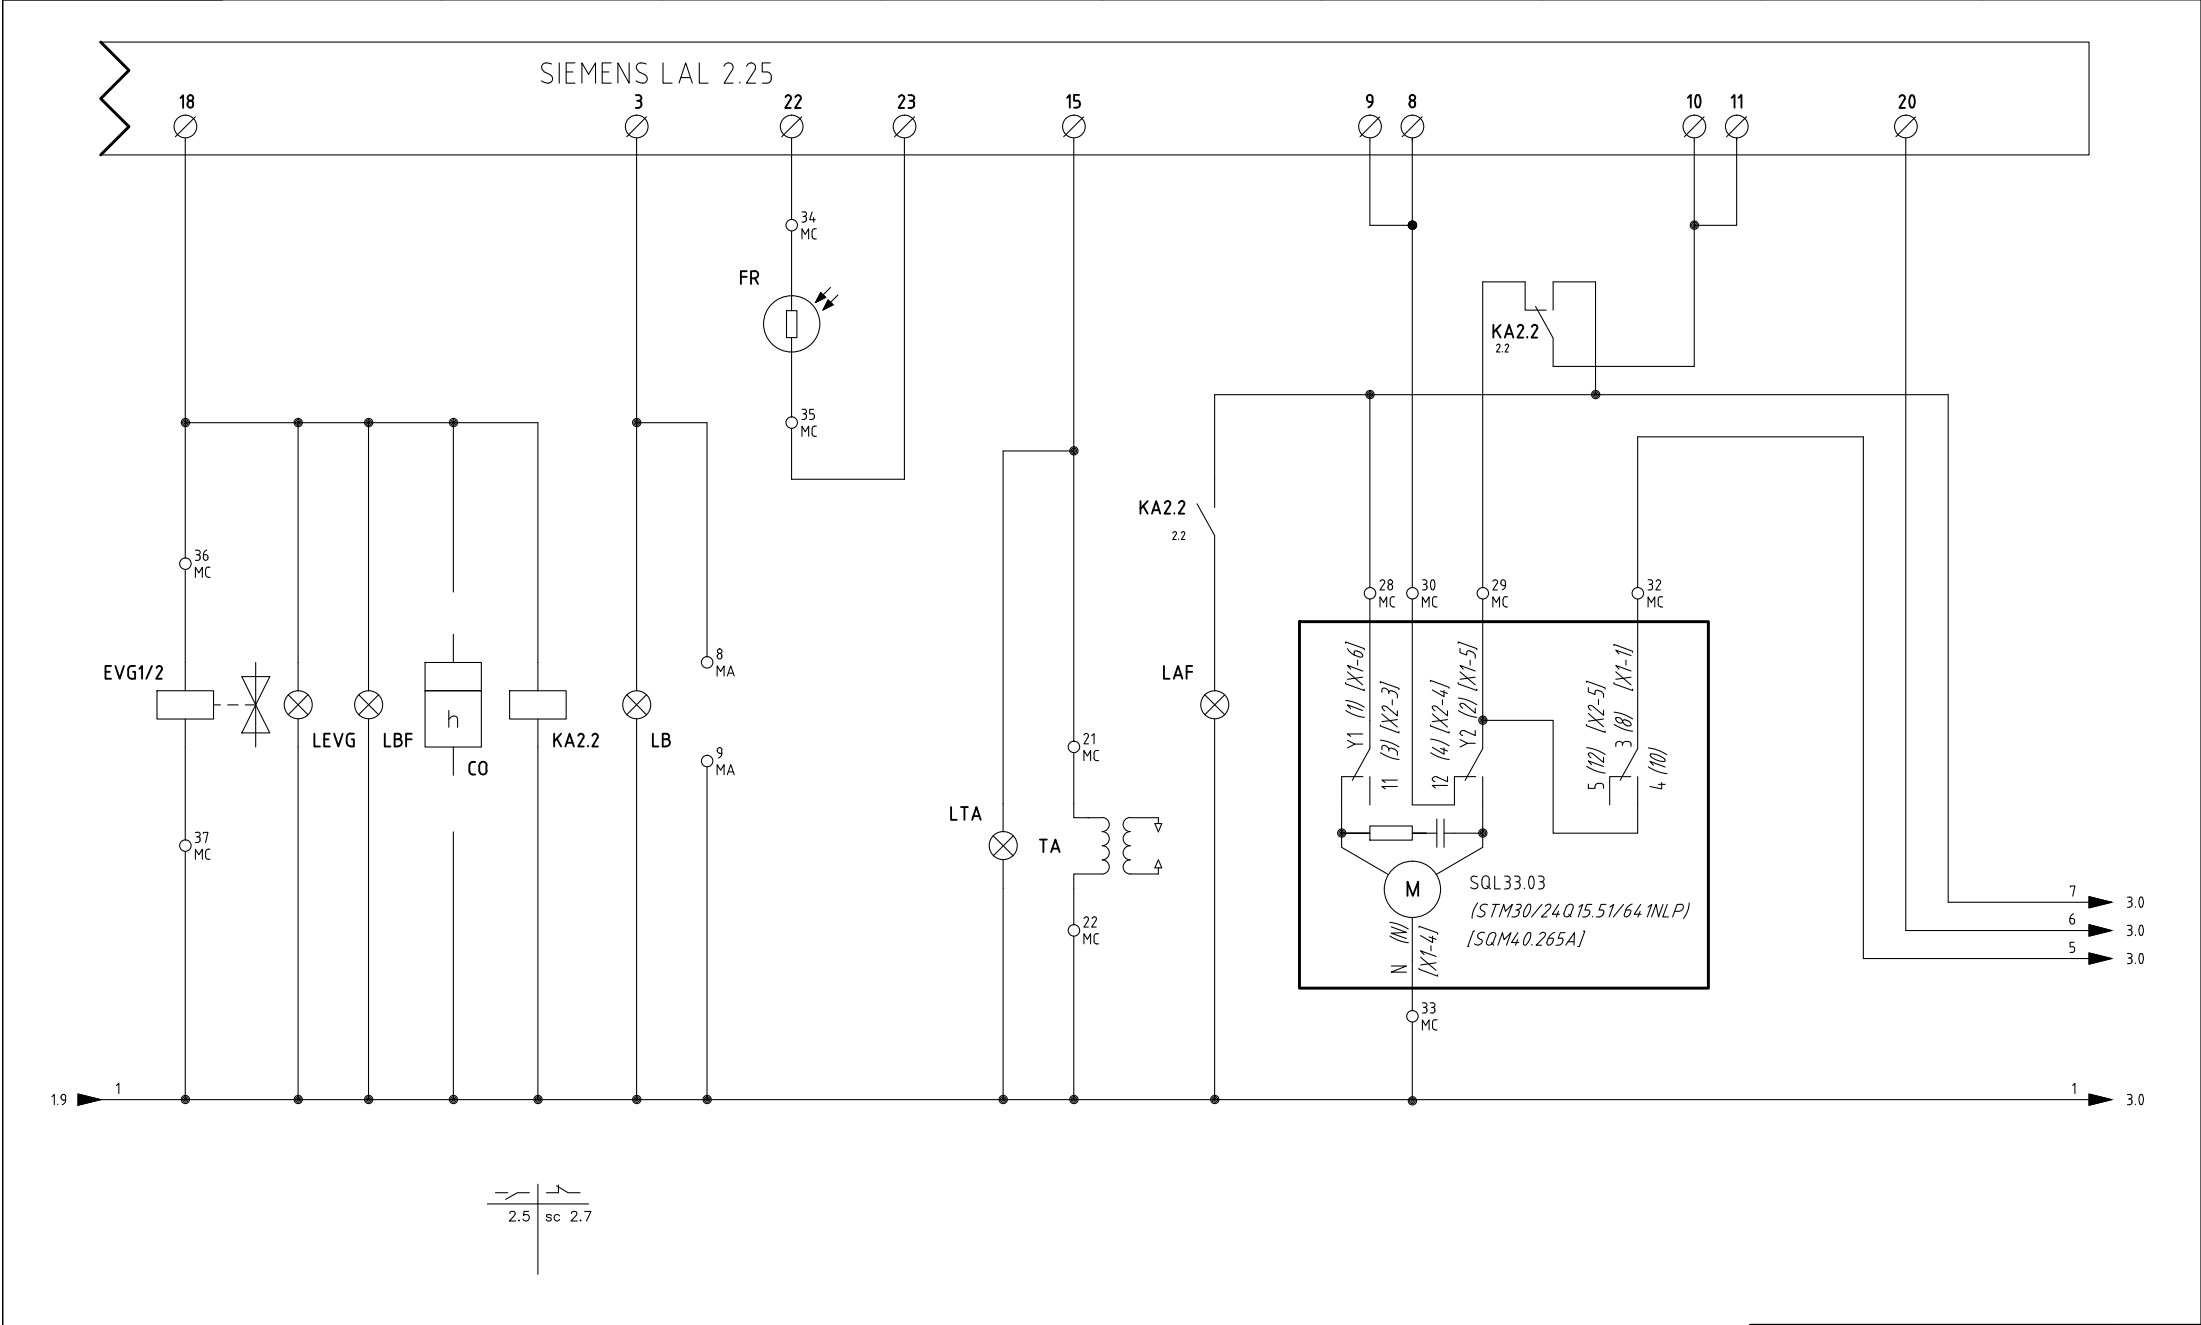 SIEMENS LAL 2.25
18 3 22 23 15 9 8 10 11 20
34
MC
FR
KA2.2
2.2
35
MC
KA2.2
2.2
36
MC
28
MC
30
MC
29
MC
32
MC
EVG1/2
8
MA
LAF
Y1 (1) [X1-6]
11 (3) [X2-3]
12 (4) [X2-4]
Y2 (2) [X1-5]
5 (12) [X2-5]
3 (8) [X1-1]
4 (10)
h
LEVG
LBF
CO
KA2.2
LB
9
MA
21
MC
LTA
TA
37
MC
M
SQL33.03
(STM30/24Q15.51/641NLP)
[SQM40.265A]
N (N)
[X1-4]
22
MC
7 3.0
6 3.0
5 3.0
33
MC
1.9 1
1 3.0
2.5 sc 2.7